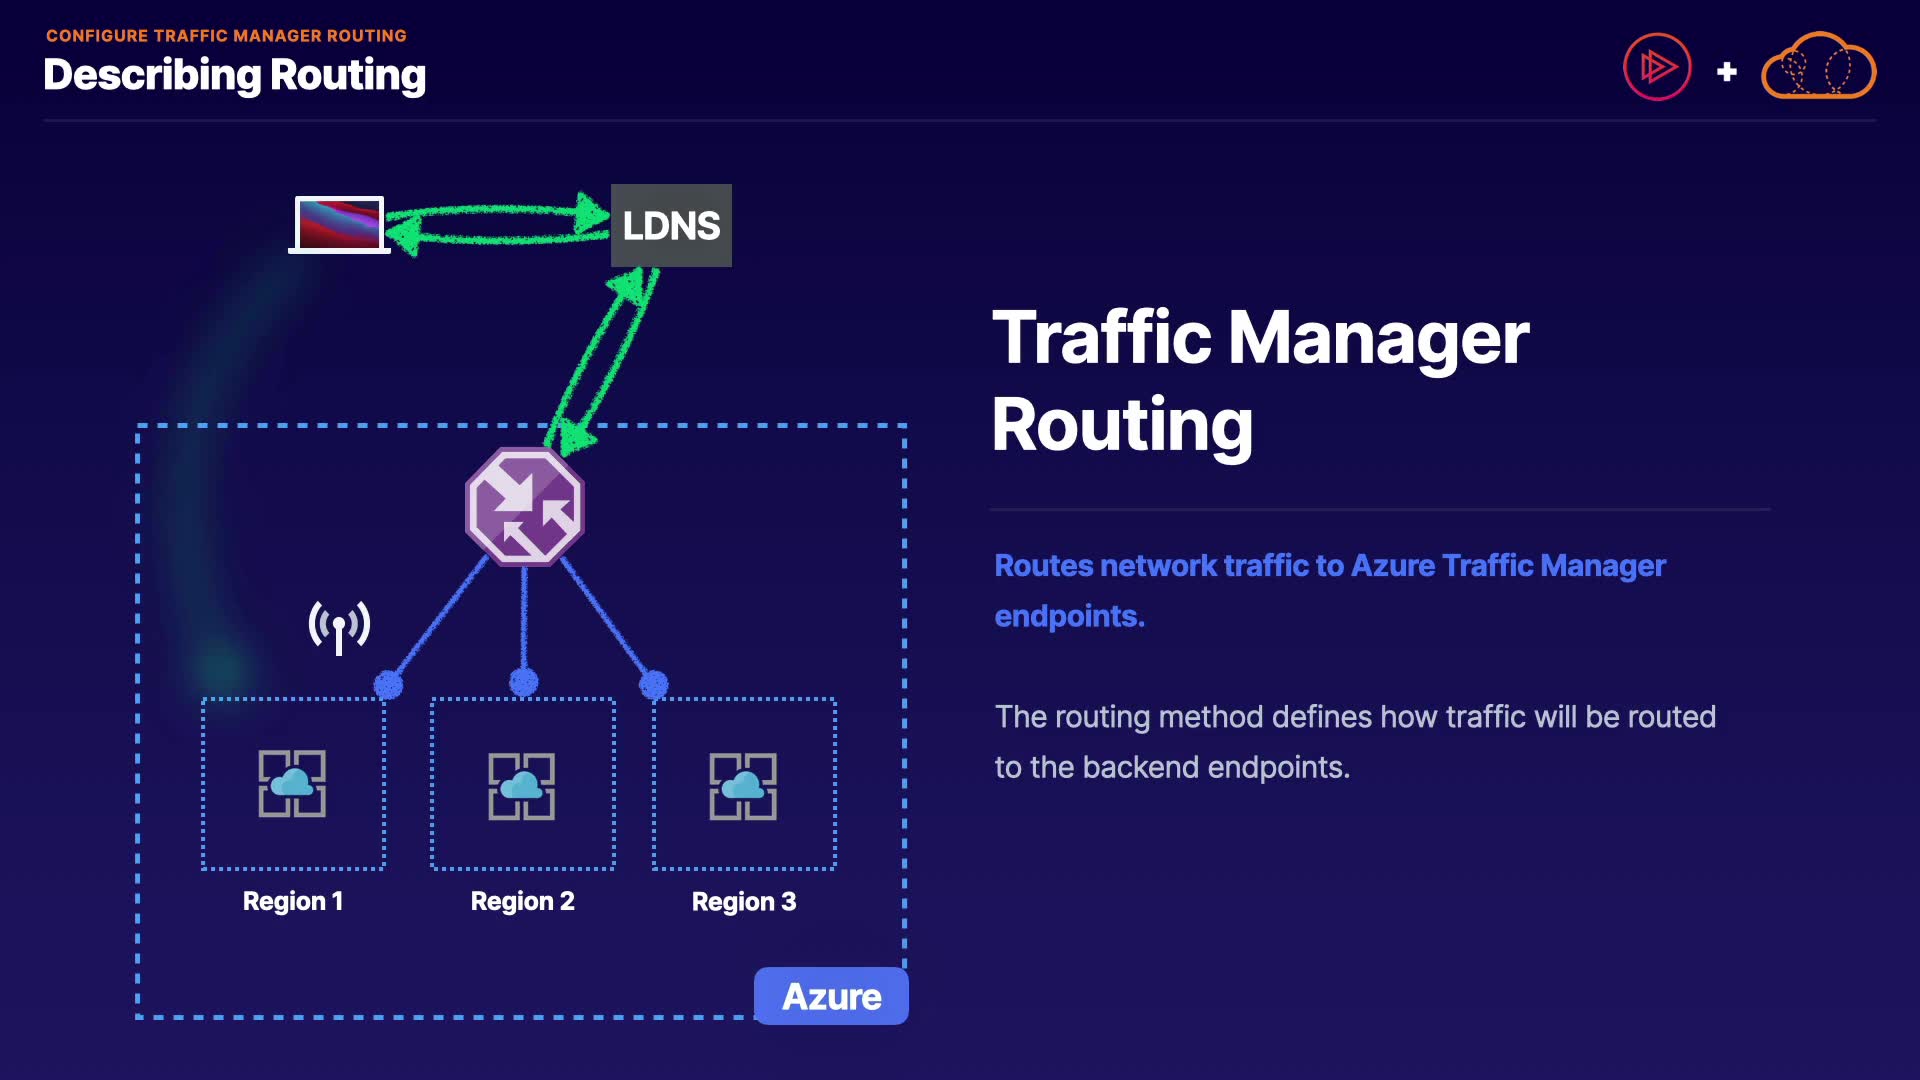 CONFIGURE TRAFFIC MANAGER ROUTING
Describing Routing
LDNS
Traffic Manager
Routing
Routes network traffic to Azure Traffic Manager
endpoints.
The routing method defines how traffic will be routed
to the backend endpoints.
Region 1
Region 2
Region 3
Azure